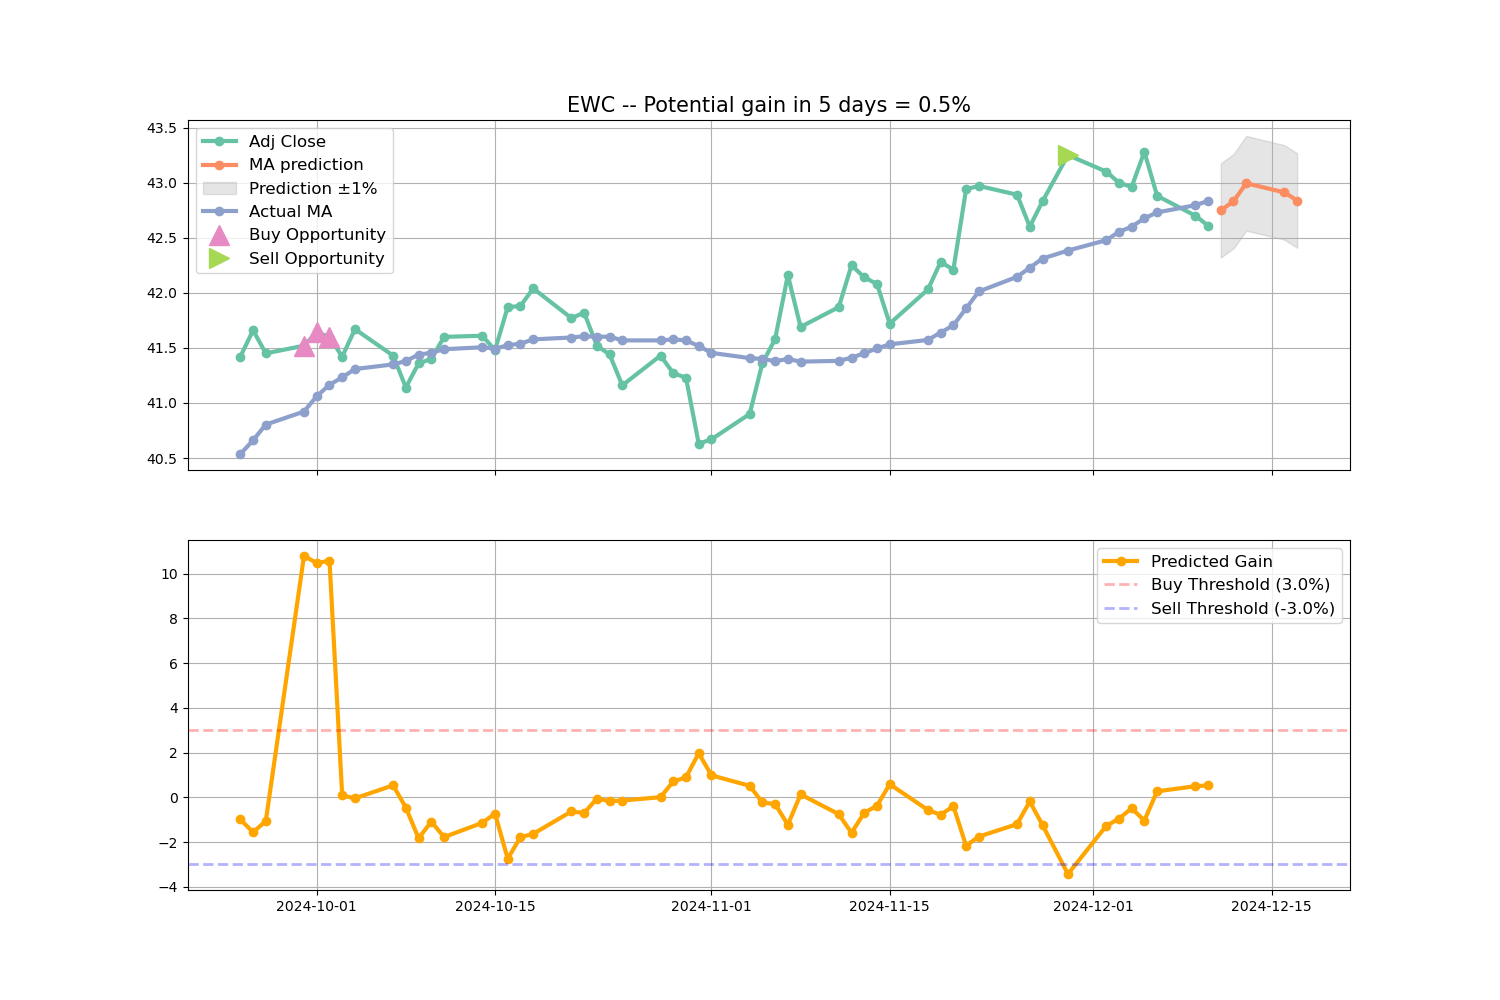 EWC -- Potential gain in 5 days = 0.5%
43.5
43.0
42.5
42.0
41.5
41.0
40.5
Adj Close
MA prediction
Prediction ±1%
Actual MA
Buy Opportunity
Sell Opportunity
10
8
6
4
2
0
−2
−4
Predicted Gain
Buy Threshold (3.0%)
Sell Threshold (-3.0%)
2024-10-01
2024-10-15
2024-11-01
2024-11-15
2024-12-01
2024-12-15